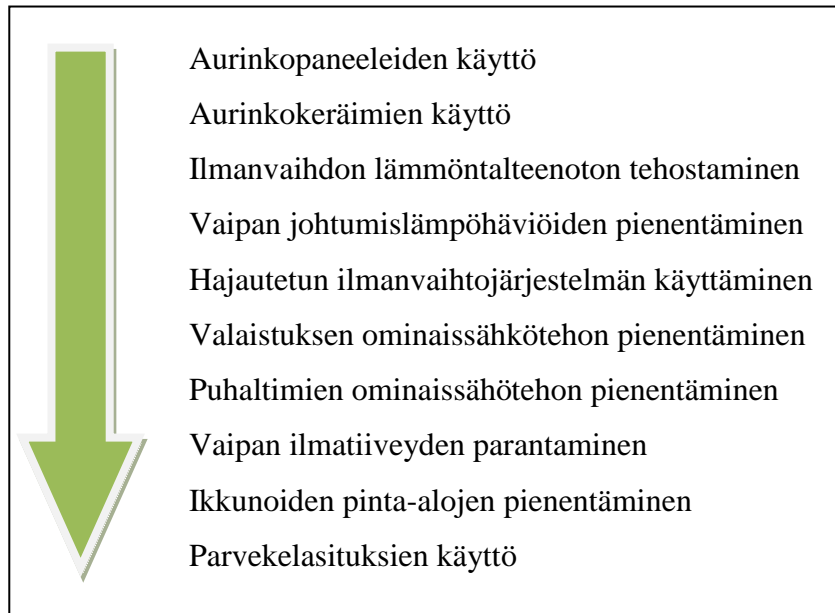 Aurinkopaneeleiden käyttö
Aurinkokeräimien käyttö
Ilmanvaihdon lämmöntalteenoton tehostaminen
Vaipan johtumislämpöhäviöiden pienentäminen
Hajautetun ilmanvaihtojärjestelmän käyttäminen
Valaistuksen ominaissähkötehon pienentäminen
Puhaltimien ominaissähötehon pienentäminen
Vaipan ilmatiiveyden parantaminen
Ikkunoiden pinta-alojen pienentäminen
Parvekelasituksien käyttö